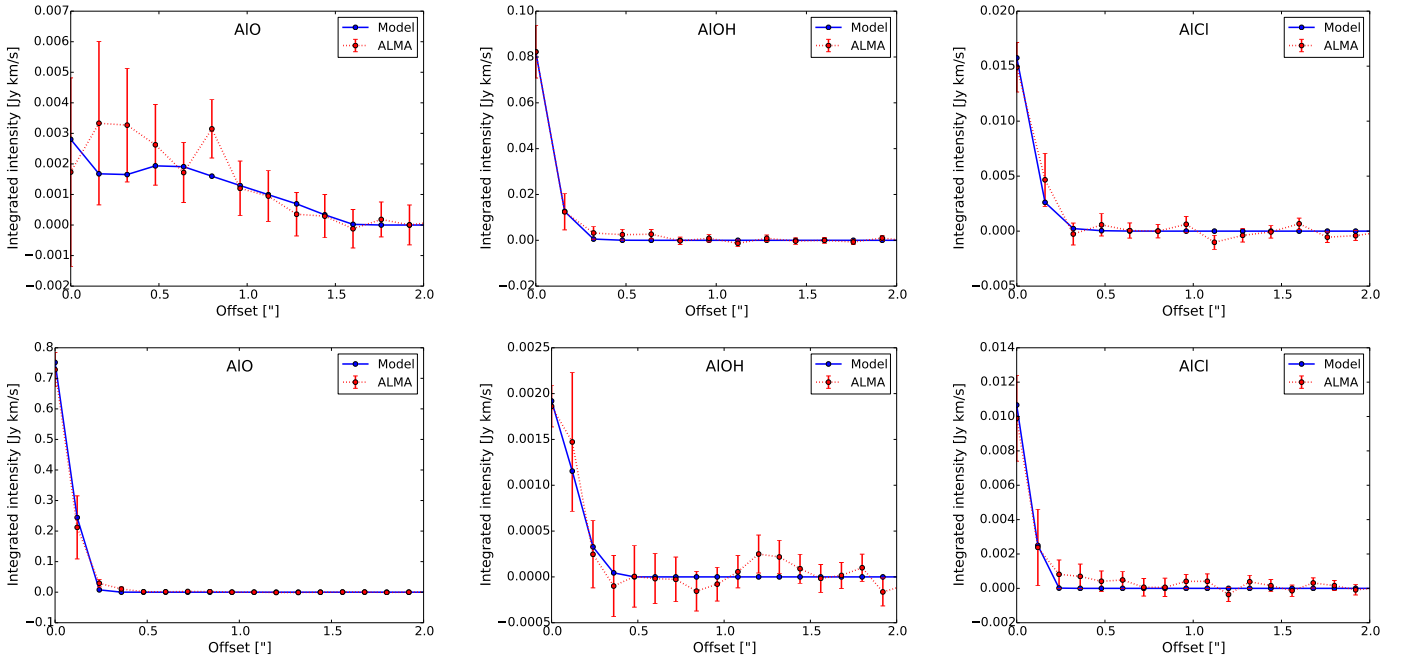 AlO
Model
ALMA
Integrated intensity [Jy km/s]
0.007
0.006
0.005
0.004
0.003
0.002
0.001
0.000
−0.001
−0.002
0.0 0.5 1.0 1.5 2.0
Offset ["]
AlOH
Model
ALMA
Integrated intensity [Jy km/s]
0.10
0.08
0.06
0.04
0.02
0.00
−0.02
0.0 0.5 1.0 1.5 2.0
Offset ["]
AlCl
Model
ALMA
Integrated intensity [Jy km/s]
0.020
0.015
0.010
0.005
0.000
−0.005
0.0 0.5 1.0 1.5 2.0
Offset ["]
AlO
Model
ALMA
Integrated intensity [Jy km/s]
0.8
0.7
0.6
0.5
0.4
0.3
0.2
0.1
0.0
−0.1
0.0 0.5 1.0 1.5 2.0
Offset ["]
AlOH
Model
ALMA
Integrated intensity [Jy km/s]
0.0025
0.0020
0.0015
0.0010
0.0005
0.0000
−0.0005
0.0 0.5 1.0 1.5 2.0
Offset ["]
AlCl
Model
ALMA
Integrated intensity [Jy km/s]
0.014
0.012
0.010
0.008
0.006
0.004
0.002
0.000
−0.002
0.0 0.5 1.0 1.5 2.0
Offset ["]